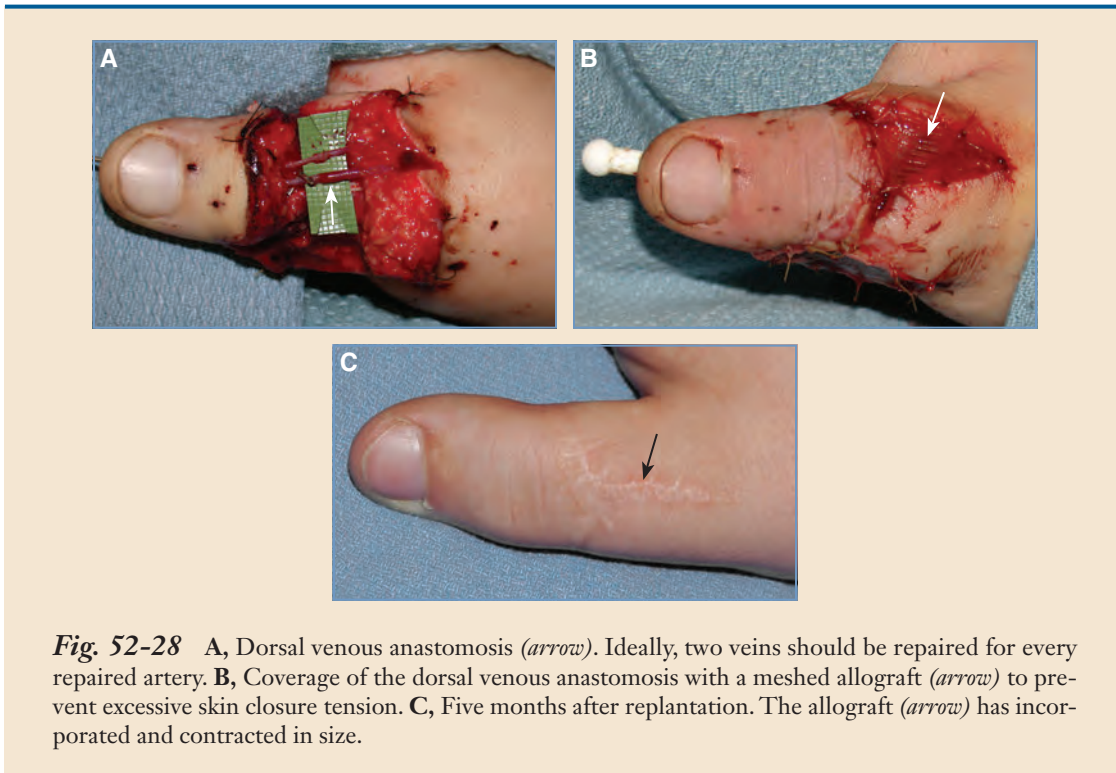 A
B
C
Fig. 52-28 A, Dorsal venous anastomosis (arrow). Ideally, two veins should be repaired for every
repaired artery. B, Coverage of the dorsal venous anastomosis with a meshed allograft (arrow) to pre-
vent excessive skin closure tension. C, Five months after replantation. The allograft (arrow) has incor-
porated and contracted in size.